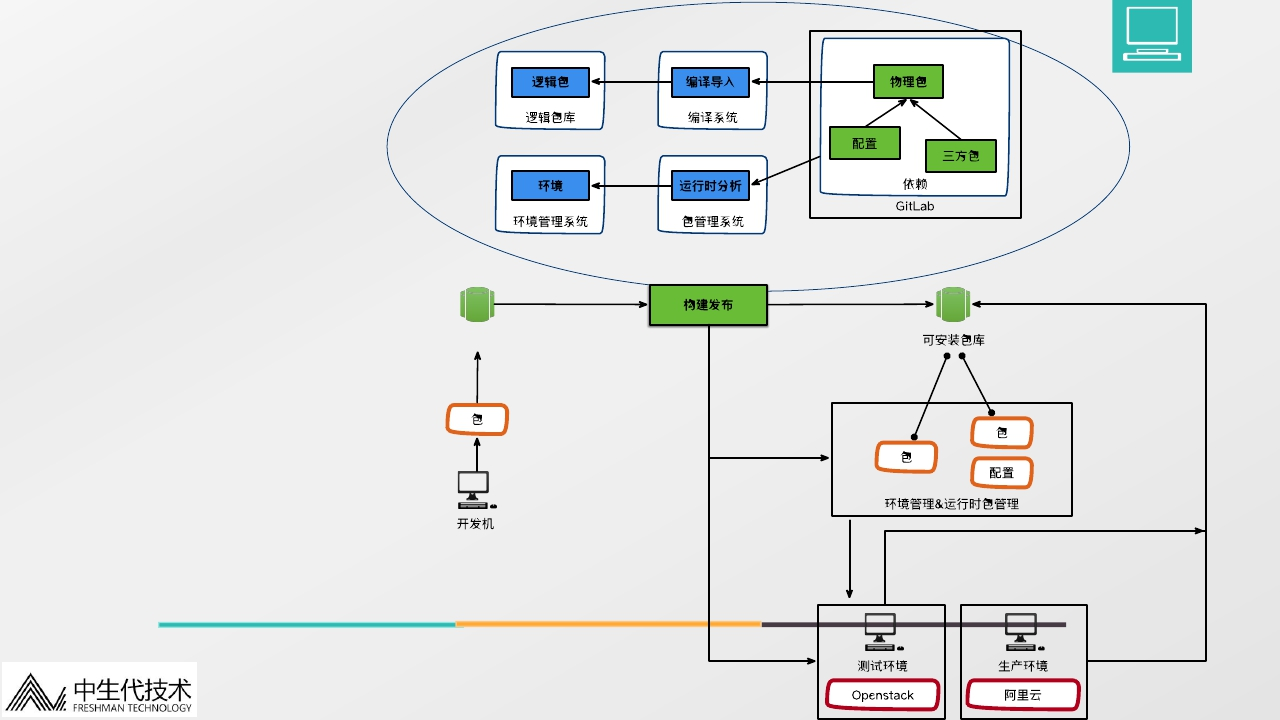 逻辑包
逻辑包库
编译导入
编译系统
物理包
配置
三方包
依赖
GitLab
环境
环境管理系统
运行时分析
包管理系统
构建发布
可安装包库
包
开发机
包
包
配置
环境管理&运行时包管理
测试环境
Openstack
生产环境
阿里云
中生代技术
FRESHMAN TECHNOLOGY